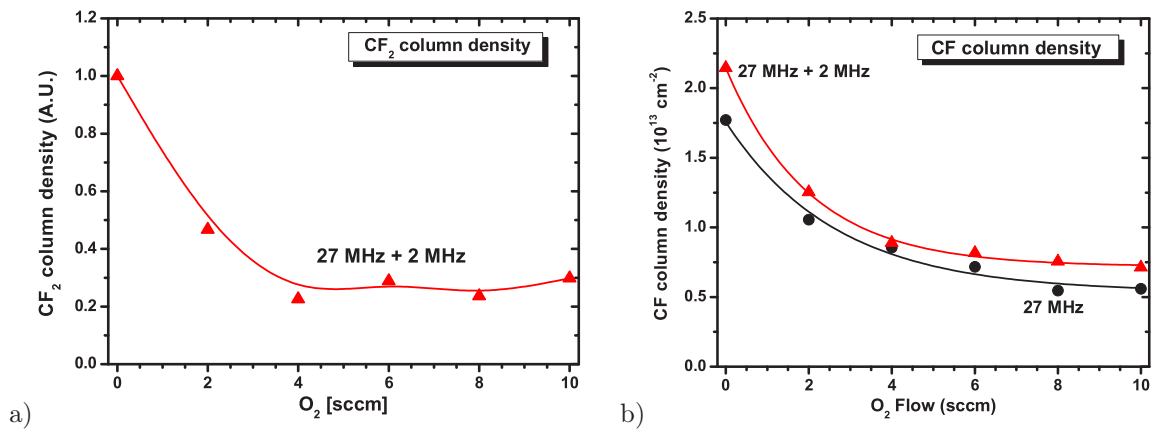 CF₂ column density
27 MHz + 2 MHz
CF₂ column density (A.U.)
1.2
1.0
0.8
0.6
0.4
0.2
0.0
0 2 4 6 8 10
O₂ [sccm]
a)
CF column density
27 MHz + 2 MHz
27 MHz
CF column density (10¹³ cm⁻²)
2.5
2.0
1.5
1.0
0.5
0.0
0 2 4 6 8 10
O₂ Flow (sccm)
b)